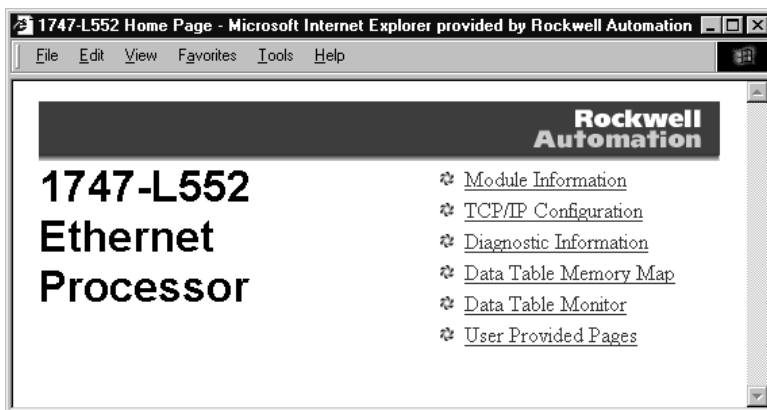 1747-L552 Home Page - Microsoft Internet Explorer provided by Rockwell Automation
File Edit View Favorites Tools Help
Rockwell
Automation
1747-L552
Ethernet
Processor
Module Information
TCP/IP Configuration
Diagnostic Information
Data Table Memory Map
Data Table Monitor
User Provided Pages